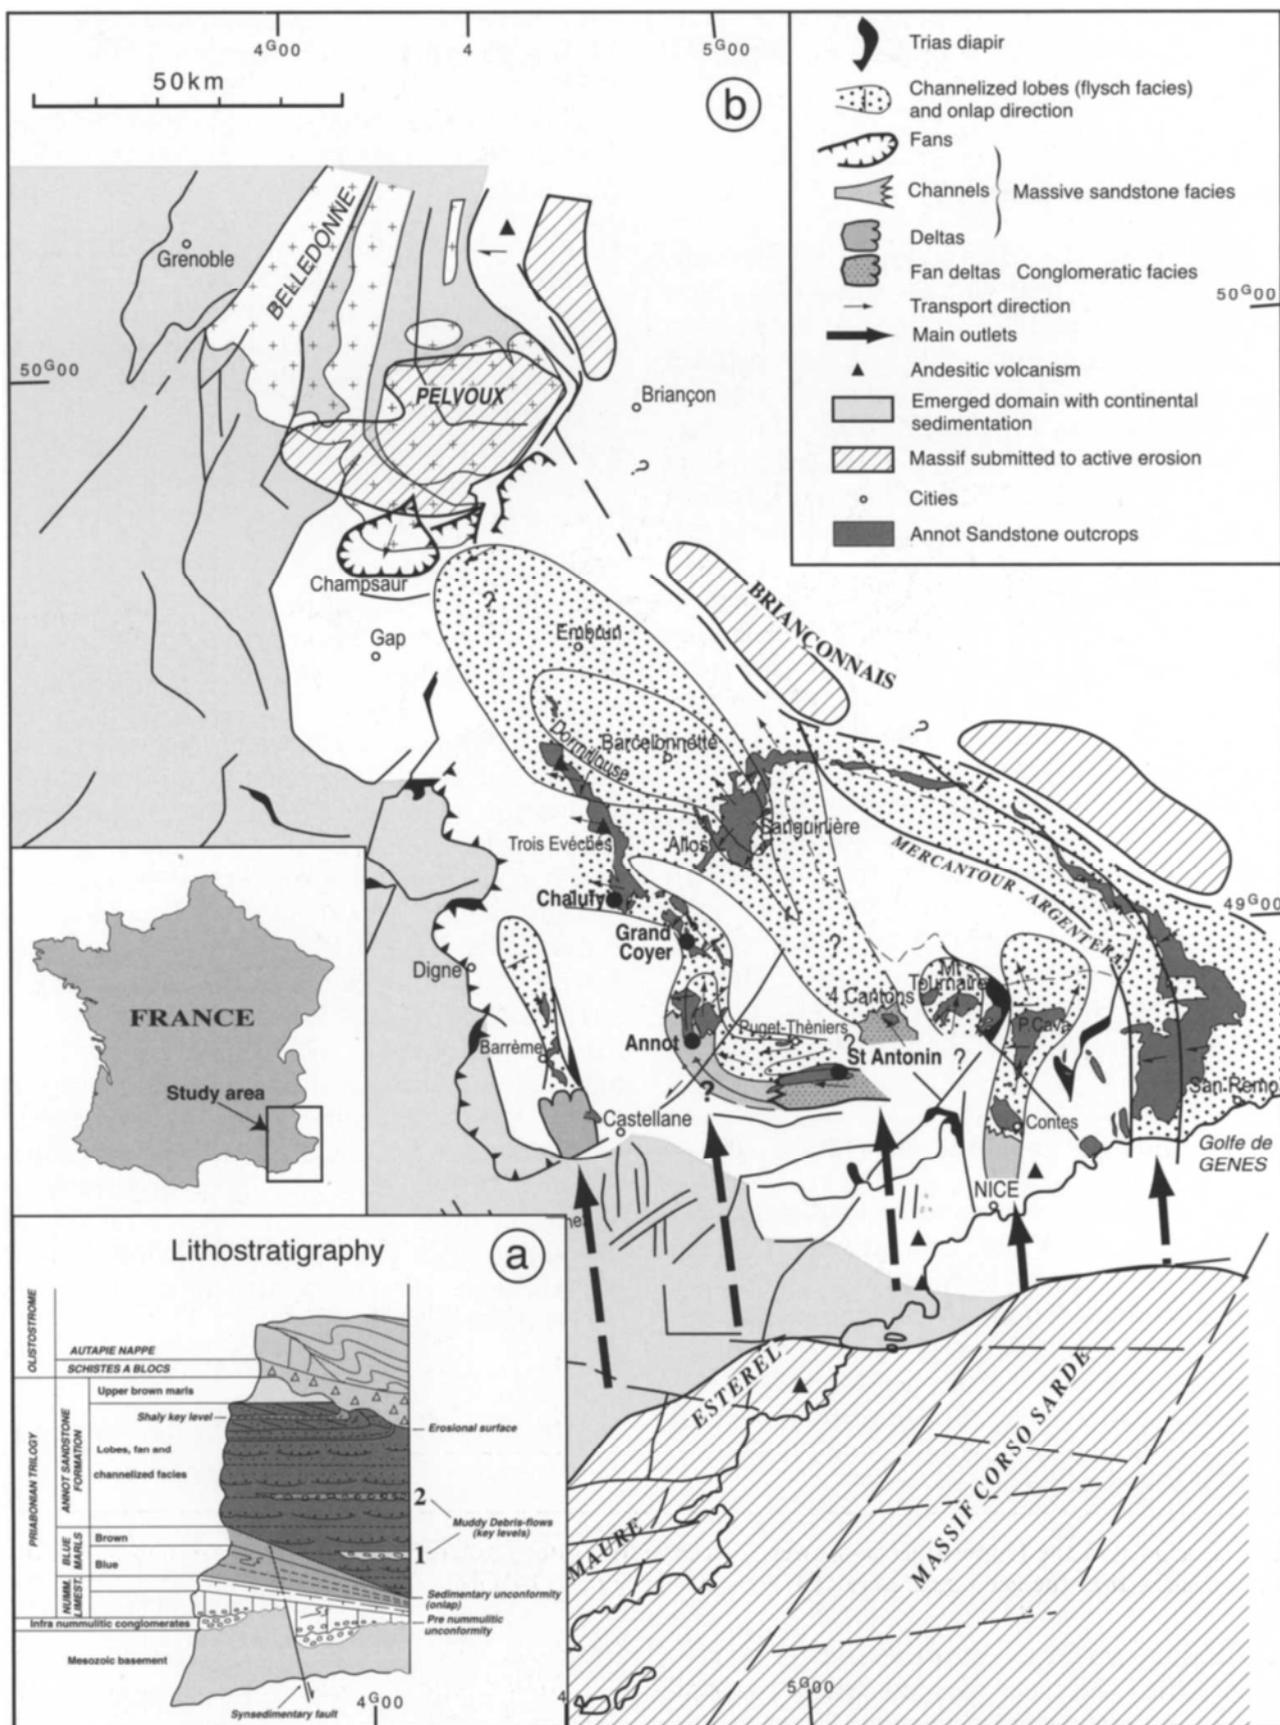 4ᴳ00
4
5ᴳ00
50km
b
Trias diapir
Channelized lobes (flysch facies)
and onlap direction
Fans
Channels
Massive sandstone facies
Deltas
Fan deltas Conglomeratic facies
Transport direction
Main outlets
Andesitic volcanism
Emerged domain with continental
sedimentation
Massif submitted to active erosion
Cities
Annot Sandstone outcrops
50ᴳ00
50ᴳ00
Grenoble
BELLEDONNE
PELVOUX
Briançon
?
Champsaur
Gap
?
Embrun
BRIANÇONNAIS
?
Dormillouse
Barcelonnette
Trois Evéchés
Allos
Sanguinière
MERCANTOUR ARGENTERA
49ᴳ00
Chalufy
Grand
Coyer
?
Digne
Mt
Tournaire
4 Cantons
Barrème
Annot
Puget-Théniers
?
P.Cava
St Antonin
?
San Remo
?
Castellane
Contes
Golfe de
GENES
NICE
FRANCE
Study area
ESTEREL
MAURE
MASSIF CORSO SARDE
4
5ᴳ00
Lithostratigraphy
a
OLISTOSTROME
AUTAPIE NAPPE
SCHISTES A BLOCS
PRIABONIAN TRILOGY
ANNOT SANDSTONE
FORMATION
Upper brown marls
Shaly key level
Erosional surface
Lobes, fan and
channelized facies
2
Muddy Debris-flows
(key levels)
1
BLUE
MARLS
Brown
Blue
NUMM.
LIMEST.
Sedimentary unconformity
(onlap)
Infra nummulitic conglomerates
Pre nummulitic
unconformity
Mesozoic basement
4ᴳ00
Synsedimentary fault